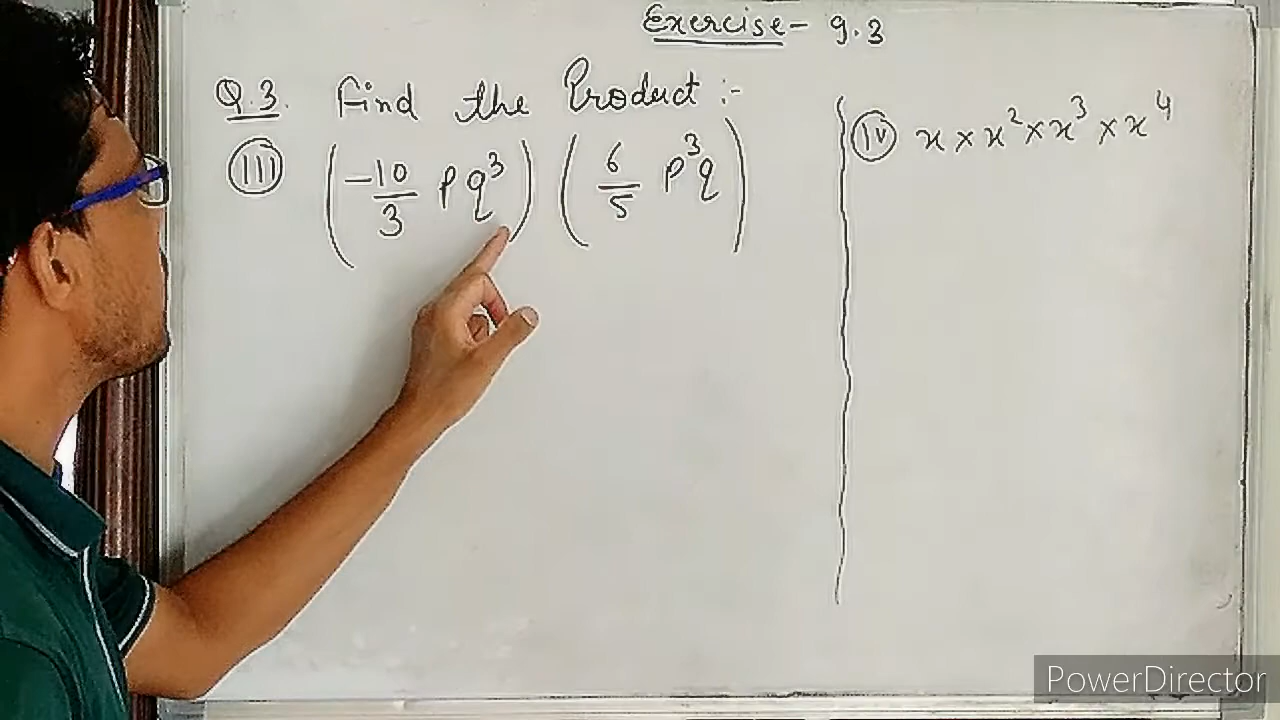 Exercise - 9.3
Q.3. Find the Product :-
(iii) (-10/3 pq³) (6/5 p³q)
(iv) x × x² × x³ × x⁴
PowerDirector